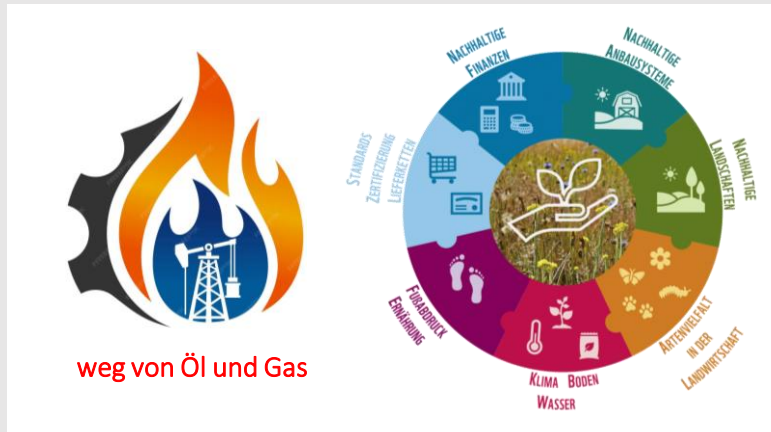 weg von Öl und Gas
NACHHALTIGE
FINANZEN
NACHHALTIGE
ANBAUSYSTEME
NACHHALTIGE
LANDSCHAFTEN
ARTENVIELFALT
IN DER
LANDWIRTSCHAFT
KLIMA BODEN
WASSER
FUßABDRUCK
ERNÄHRUNG
STANDARDS
ZERTIFIZIERUNG
LIEFERKETTEN